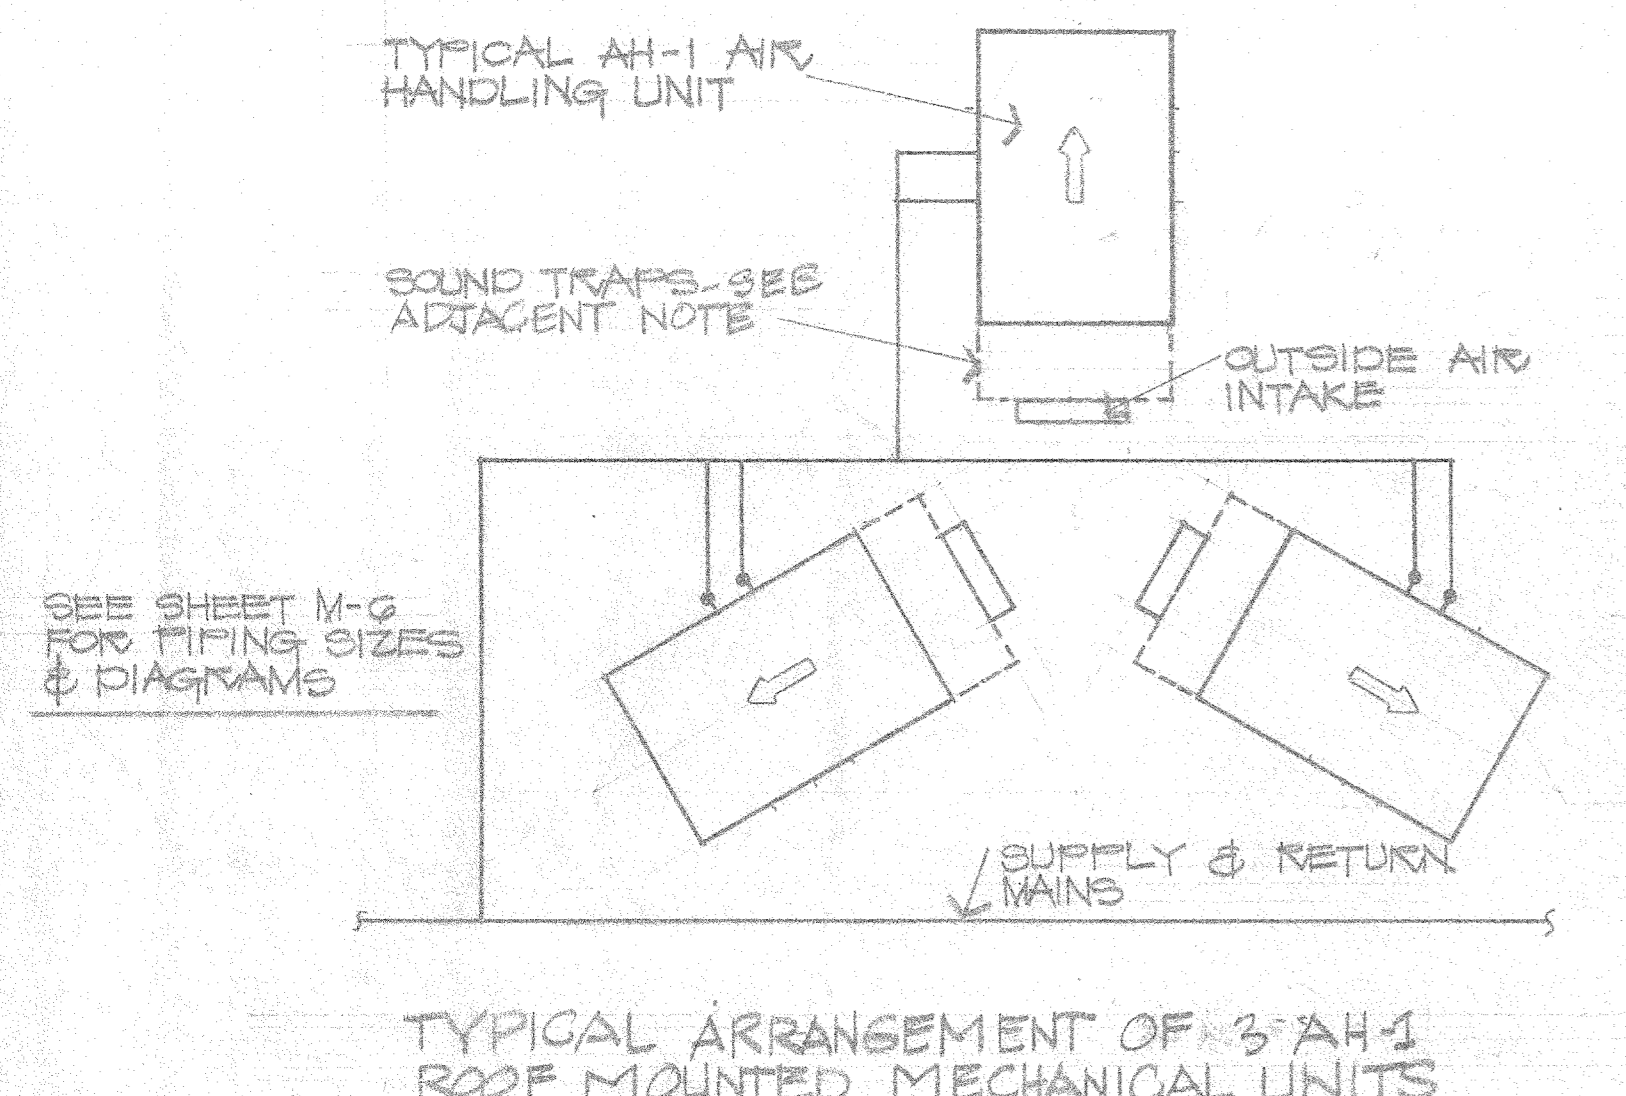 TYPICAL AH-1 AIR
HANDLING UNIT
SOUND TRAPS-SEE
ADJACENT NOTE
OUTSIDE AIR
INTAKE
SEE SHEET M-6
FOR PIPING SIZES
& DIAGRAMS
SUPPLY & RETURN
MAINS
TYPICAL ARRANGEMENT OF 3-AH-1
ROOF MOUNTED MECHANICAL UNITS